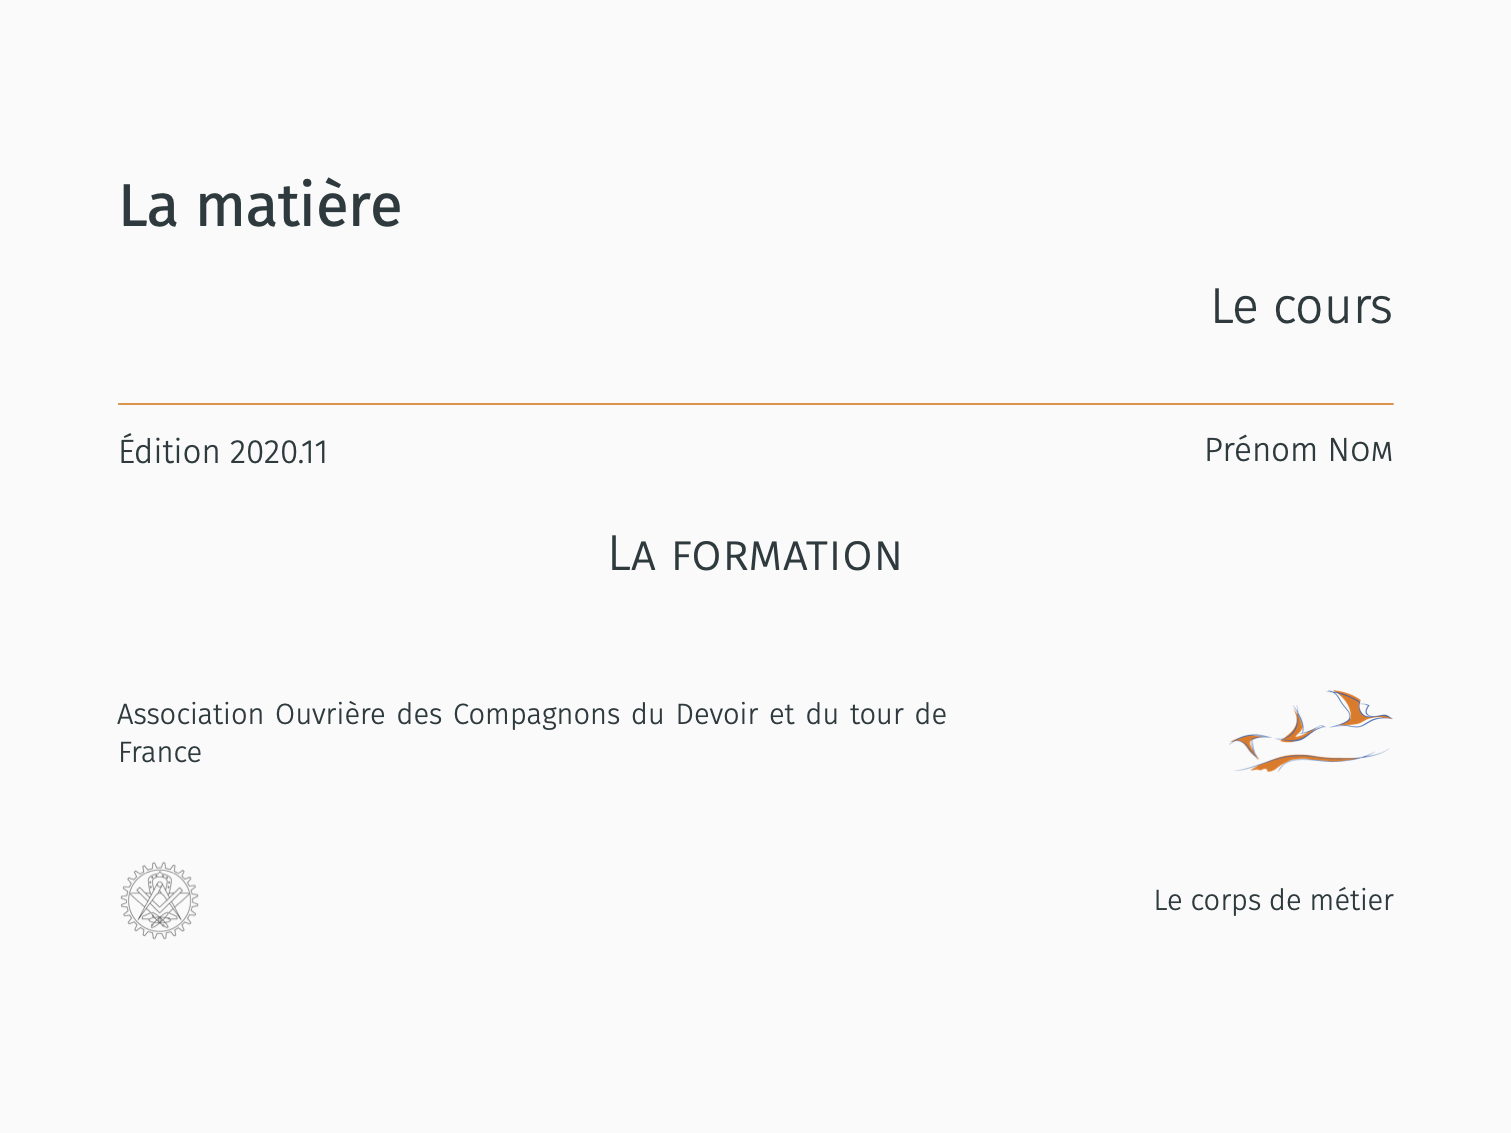 La matière
Le cours
Édition 2020.11
Prénom Nom
La formation
Association Ouvrière des Compagnons du Devoir et du tour de
France
Le corps de métier